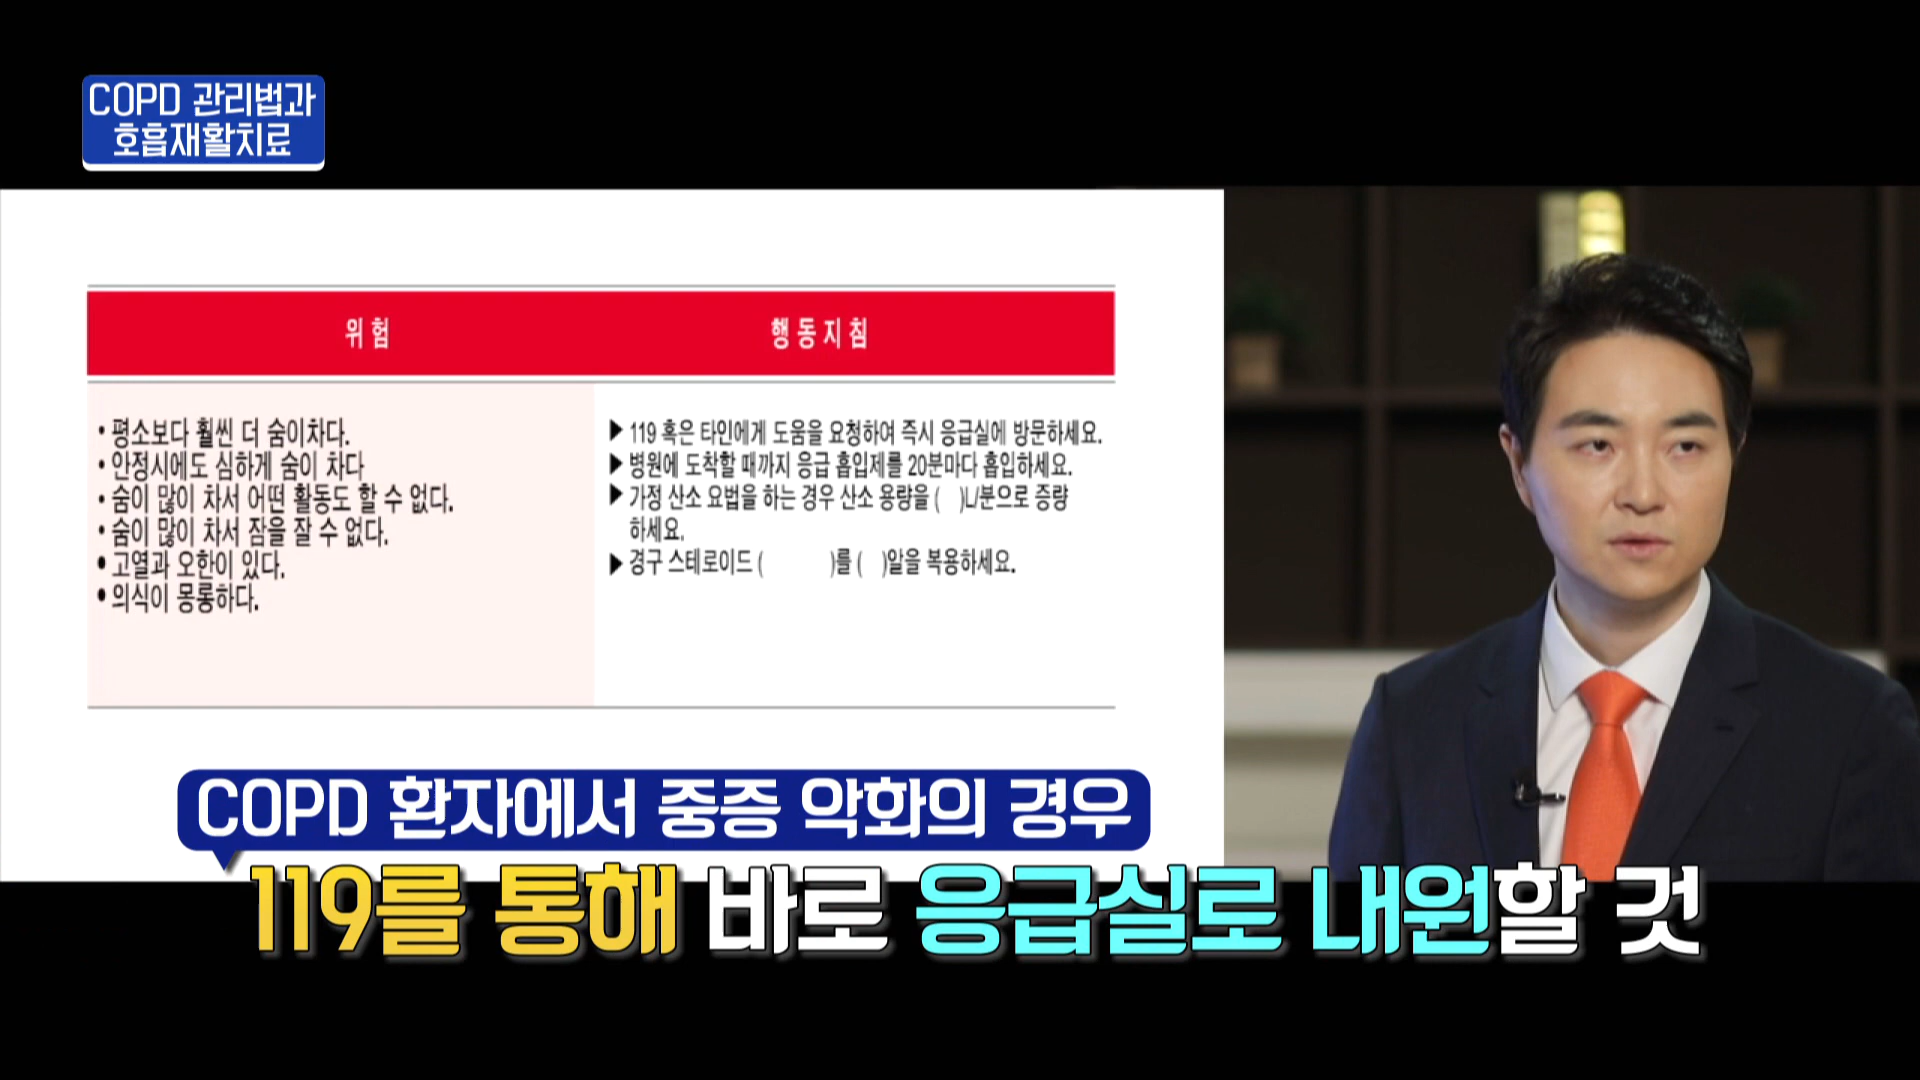 COPD 관리법과
호흡재활치료
위험
행동지침
• 평소보다 훨씬 더 숨이차다.
• 안정시에도 심하게 숨이 차다
• 숨이 많이 차서 어떤 활동도 할 수 없다.
• 숨이 많이 차서 잠을 잘 수 없다.
• 고열과 오한이 있다.
• 의식이 몽롱하다.
▶ 119 혹은 타인에게 도움을 요청하여 즉시 응급실에 방문하세요.
▶ 병원에 도착할 때까지 응급 흡입제를 20분마다 흡입하세요.
▶ 가정 산소 요법을 하는 경우 산소 용량을 (   )L/분으로 증량
하세요.
▶ 경구 스테로이드 (          )를 (   )알을 복용하세요.
COPD 환자에서 중증 악화의 경우
119를 통해 바로 응급실로 내원할 것